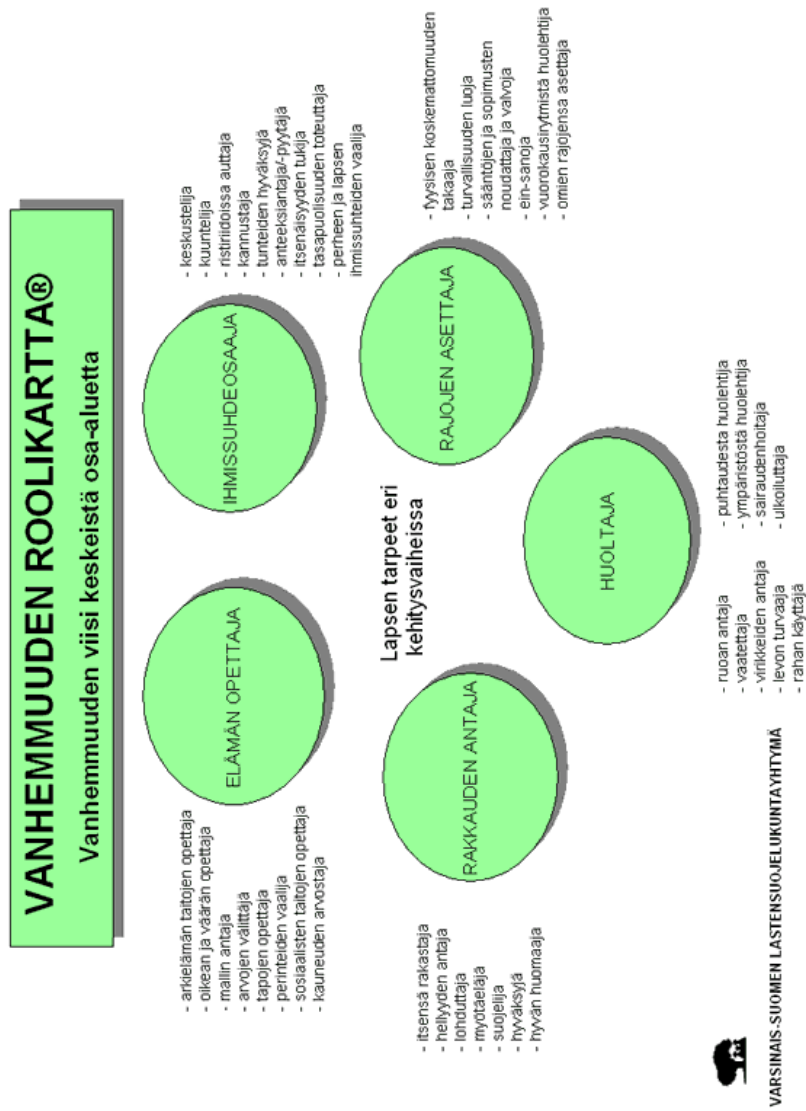 VANHEMMUUDEN ROOLIKARTTA®
Vanhemmuuden viisi keskeistä osa-aluetta
- arkielämän taitojen opettaja
- oikean ja väärän opettaja
- mallin antaja
- arvojen välittäjä
- tapojen opettaja
- perinteiden vaalija
- sosiaalisten taitojen opettaja
- kauneuden arvostaja
ELÄMÄN OPETTAJA
IHMISSUHDEOSAAJA
- keskustelija
- kuuntelija
- ristiriidoissa auttaja
- kannustaja
- tunteiden hyväksyjä
- anteeksiantaja/-pyytäjä
- itsenäisyyden tukija
- tasapuolisuuden toteuttaja
- perheen ja lapsen
ihmissuhteiden vaalija
Lapsen tarpeet eri
kehitysvaiheissa
- itsensä rakastaja
- hellyyden antaja
- lohduttaja
- myötäeläjä
- suojelija
- hyväksyjä
- hyvän huomaaja
RAKKAUDEN ANTAJA
RAJOJEN ASETTAJA
- fyysisen koskemattomuuden
takaaja
- turvallisuuden luoja
- sääntöjen ja sopimusten
noudattaja ja valvoja
- ein-sanoja
- vuorokausirytmistä huolehtija
- omien rajojensa asettaja
HUOLTAJA
- ruoan antaja
- vaatettaja
- virikkeiden antaja
- levon turvaaja
- rahan käyttäjä
- puhtaudesta huolehtija
- ympäristöstä huolehtija
- sairaudenhoitaja
- ulkoiluttaja
VARSINAIS-SUOMEN LASTENSUOJELUKUNTAYHTYMÄ